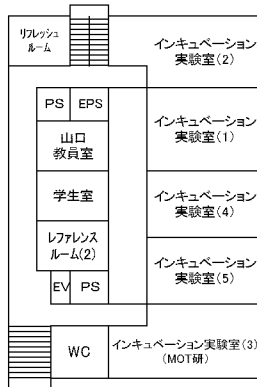 リフレッシュ
ルーム
インキュベーション
実験室(2)
PS
EPS
インキュベーション
実験室(1)
山口
教員室
学生室
インキュベーション
実験室(4)
レファレンス
ルーム(2)
インキュベーション
実験室(5)
EV
PS
WC
インキュベーション実験室(3)
(MOT研)